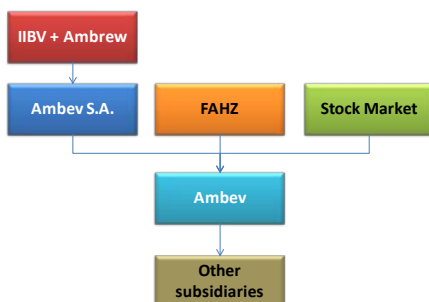 IIBV + Ambrew
Ambev S.A.
FAHZ
Stock Market
Ambev
Other
subsidiaries